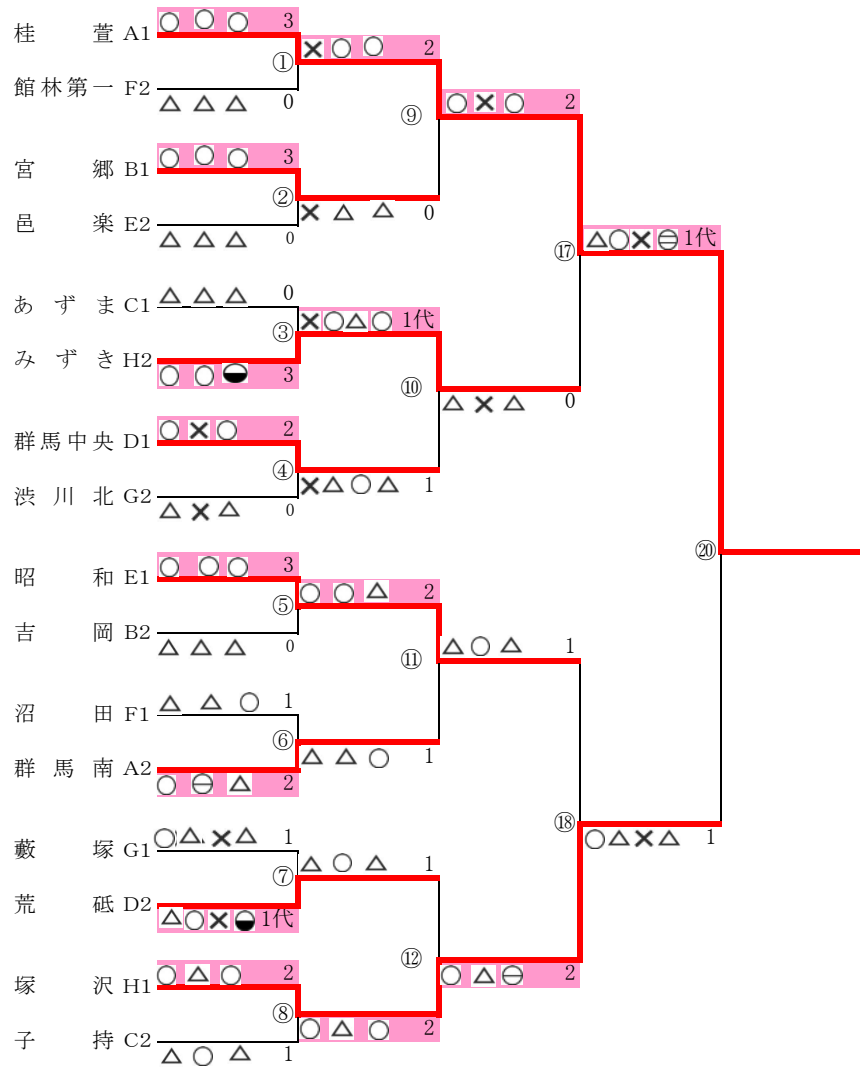 桂萱 A1 ○ ○ ○ 3
① × ○ ○ 2
館林第一 F2 △ △ △ 0
⑨ ○ × ○ 2
宮郷 B1 ○ ○ ○ 3
② × △ △ 0
邑楽 E2 △ △ △ 0
⑰ △ ○ × ⊖ 1代
あずま C1 △ △ △ 0
③ × ○ △ ○ 1代
みずき H2 ○ ○ ◒ 3
⑩ △ × △ 0
群馬中央 D1 ○ × ○ 2
④ × △ ○ △ 1
渋川北 G2 △ × △ 0
⑳
昭和 E1 ○ ○ ○ 3
⑤ ○ ○ △ 2
吉岡 B2 △ △ △ 0
⑪ △ ○ △ 1
沼田 F1 △ △ ○ 1
⑥ △ △ ○ 1
群馬南 A2 ○ ⊖ △ 2
⑱ ○ △ × △ 1
藪塚 G1 ○ △ × △ 1
⑦ △ ○ △ 1
荒砥 D2 △ ○ × ◒ 1代
⑫ ○ △ ⊖ 2
塚沢 H1 ○ △ ○ 2
⑧ ○ △ ○ 2
子持 C2 △ ○ △ 1